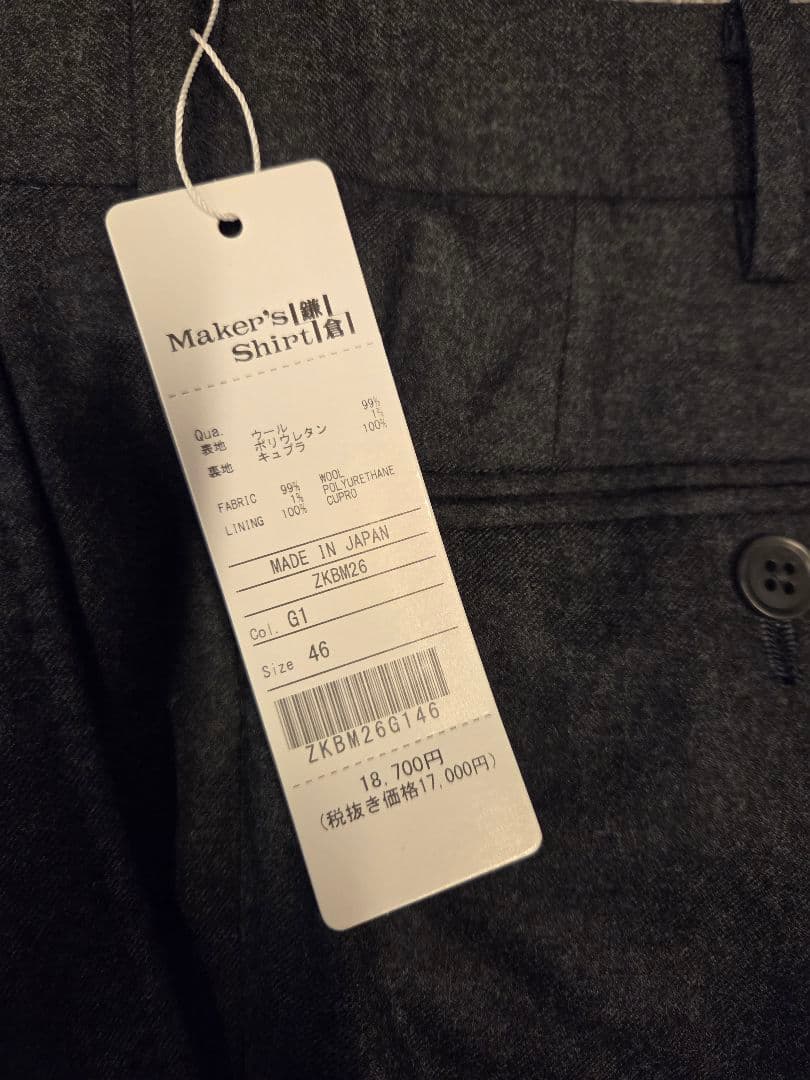 Maker's 鎌
Shirt 倉
Qua.
表地 ウール 99%
ポリウレタン 1%
裏地 キュプラ 100%
FABRIC 99% WOOL
1% POLYURETHANE
LINING 100% CUPRO
MADE IN JAPAN
ZKBM26
Col. G1
Size 46
ZKBM26G146
18,700円
(税抜き価格17,000円)